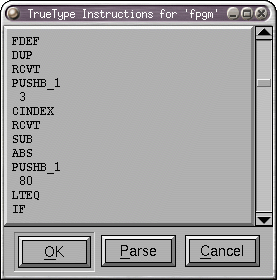 TrueType Instructions for 'fpgm'
FDEF
DUP
RCVT
PUSHB_1
3
CINDEX
RCVT
SUB
ABS
PUSHB_1
80
LTEQ
IF
OK Parse Cancel